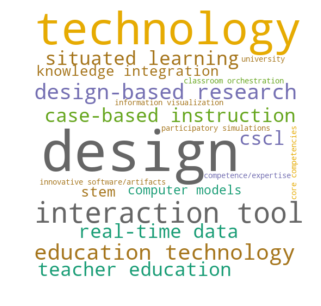 technology
situated learning
university
knowledge integration
classroom orchestration
design-based research
information visualization
case-based instruction
participatory simulations
design
cscl
core competencies
competence/expertise
innovative software/artifacts
stem
computer models
interaction tool
real-time data
education technology
teacher education